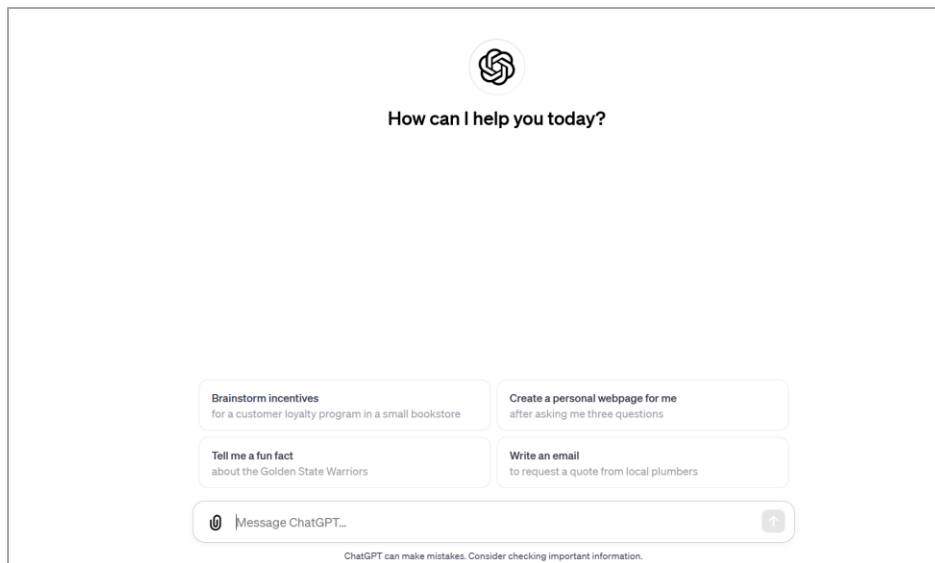 How can I help you today?
Brainstorm incentives
for a customer loyalty program in a small bookstore
Create a personal webpage for me
after asking me three questions
Tell me a fun fact
about the Golden State Warriors
Write an email
to request a quote from local plumbers
Message ChatGPT...
ChatGPT can make mistakes. Consider checking important information.